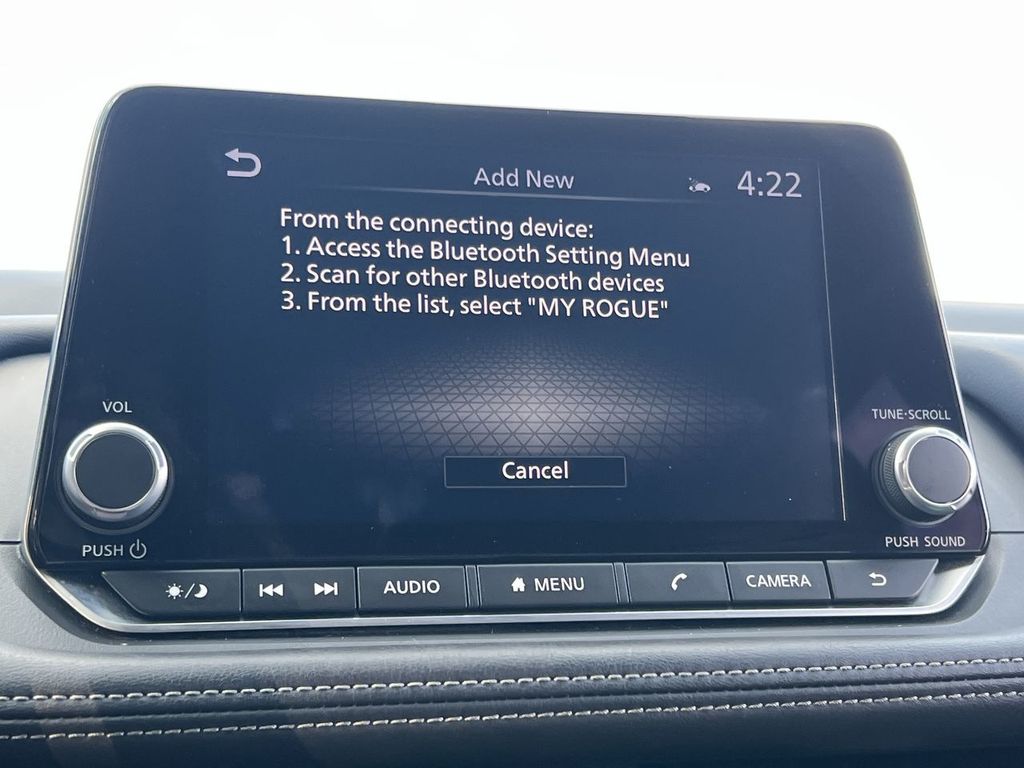 Add New
4:22
From the connecting device:
1. Access the Bluetooth Setting Menu
2. Scan for other Bluetooth devices
3. From the list, select "MY ROGUE"
Cancel
VOL
PUSH
TUNE·SCROLL
PUSH SOUND
AUDIO
MENU
CAMERA